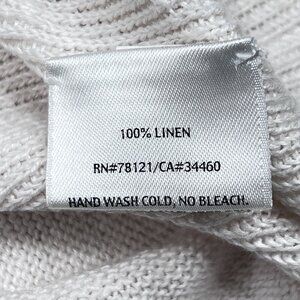 100% LINEN
RN#78121/CA#34460
HAND WASH COLD, NO BLEACH.